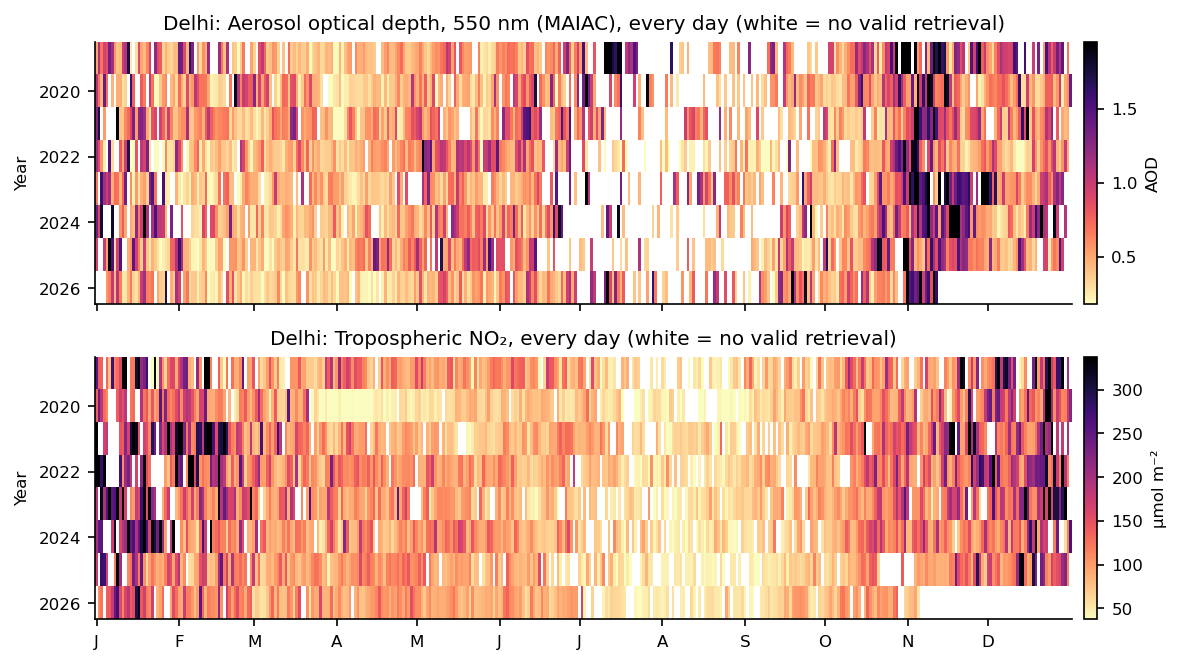 Delhi: Aerosol optical depth, 550 nm (MAIAC), every day (white = no valid retrieval)
Year
2020
2022
2024
2026
1.5
1.0
0.5
AOD
Delhi: Tropospheric NO₂, every day (white = no valid retrieval)
Year
2020
2022
2024
2026
J F M A M J J A S O N D
300
250
200
150
100
50
µmol m⁻²